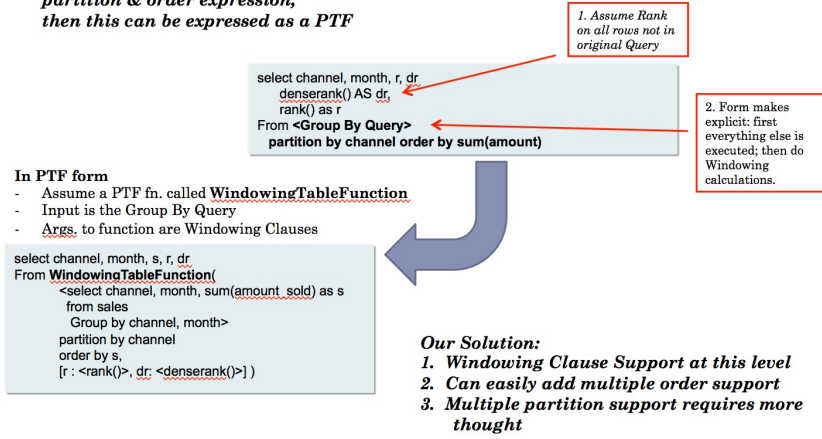 partition & order expression,
then this can be expressed as a PTF
1. Assume Rank
on all rows not in
original Query
select channel, month, r, dr
denserank() AS dr,
rank() as r
From <Group By Query>
partition by channel order by sum(amount)
2. Form makes
explicit: first
everything else is
executed; then do
Windowing
calculations.
In PTF form
- Assume a PTF fn. called WindowingTableFunction
- Input is the Group By Query
- Args. to function are Windowing Clauses
select channel, month, s, r, dr
From WindowingTableFunction(
<select channel, month, sum(amount_sold) as s
from sales
Group by channel, month>
partition by channel
order by s,
[r : <rank()>, dr: <denserank()>] )
Our Solution:
1. Windowing Clause Support at this level
2. Can easily add multiple order support
3. Multiple partition support requires more
thought